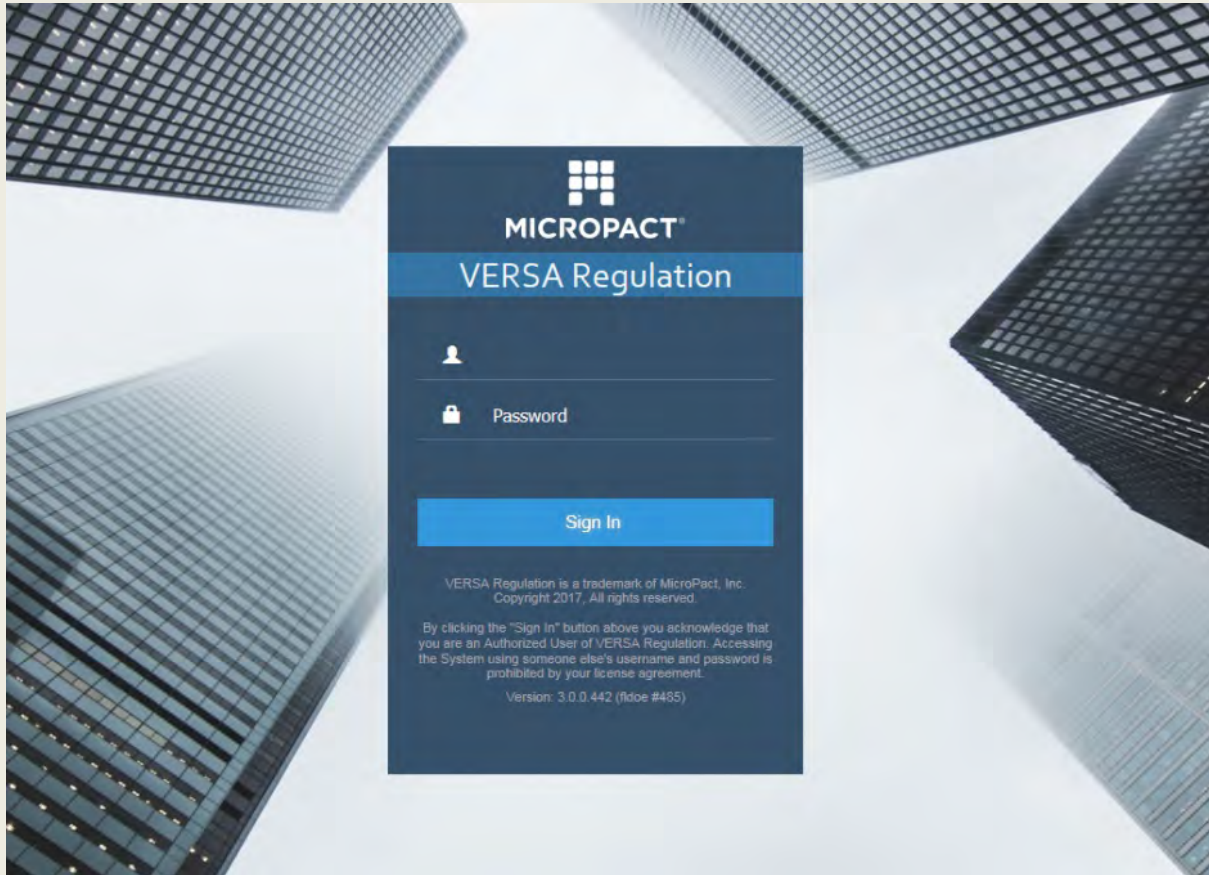 MICROPACT®
VERSA Regulation
Password
Sign In
VERSA Regulation is a trademark of MicroPact, Inc.
Copyright 2017, All rights reserved.
By clicking the "Sign In" button above you acknowledge that
you are an Authorized User of VERSA Regulation. Accessing
the System using someone else's username and password is
prohibited by your license agreement.
Version: 3.0.0.442 (fldoe #485)